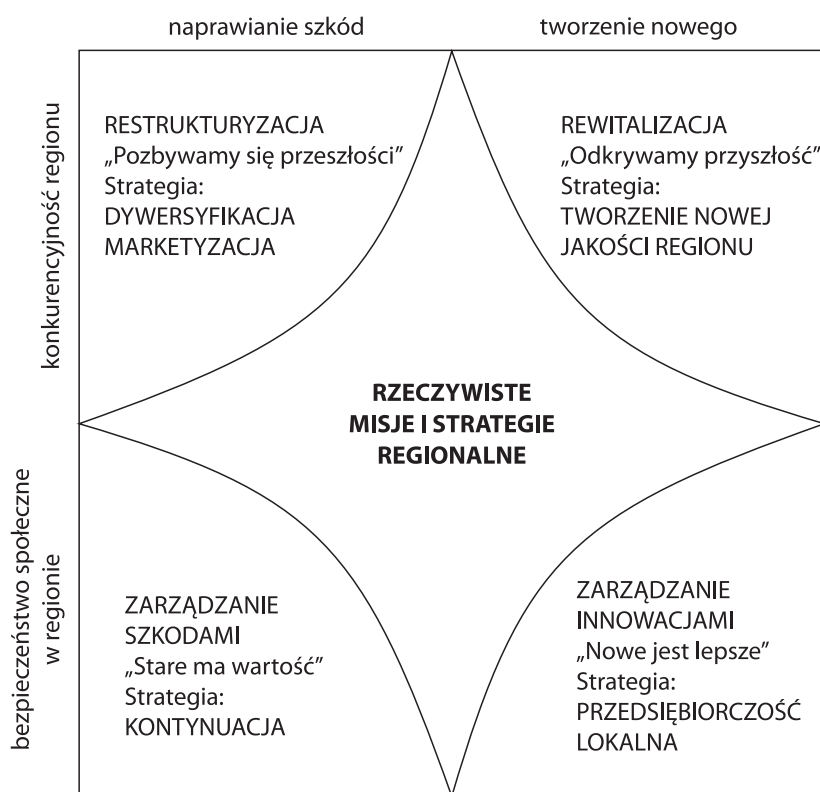 naprawianie szkód
tworzenie nowego
konkurencyjność regionu
RESTRUKTURYZACJA
„Pozbywamy się przeszłości”
Strategia:
DYWERSYFIKACJA
MARKETYZACJA
REWITALIZACJA
„Odkrywamy przyszłość”
Strategia:
TWORZENIE NOWEJ
JAKOŚCI REGIONU
RZECZYWISTE
MISJE I STRATEGIE
REGIONALNE
bezpieczeństwo społeczne
w regionie
ZARZĄDZANIE
SZKODAMI
„Stare ma wartość”
Strategia:
KONTYNUACJA
ZARZĄDZANIE
INNOWACJAMI
„Nowe jest lepsze”
Strategia:
PRZEDSIĘBIORCZOŚĆ
LOKALNA